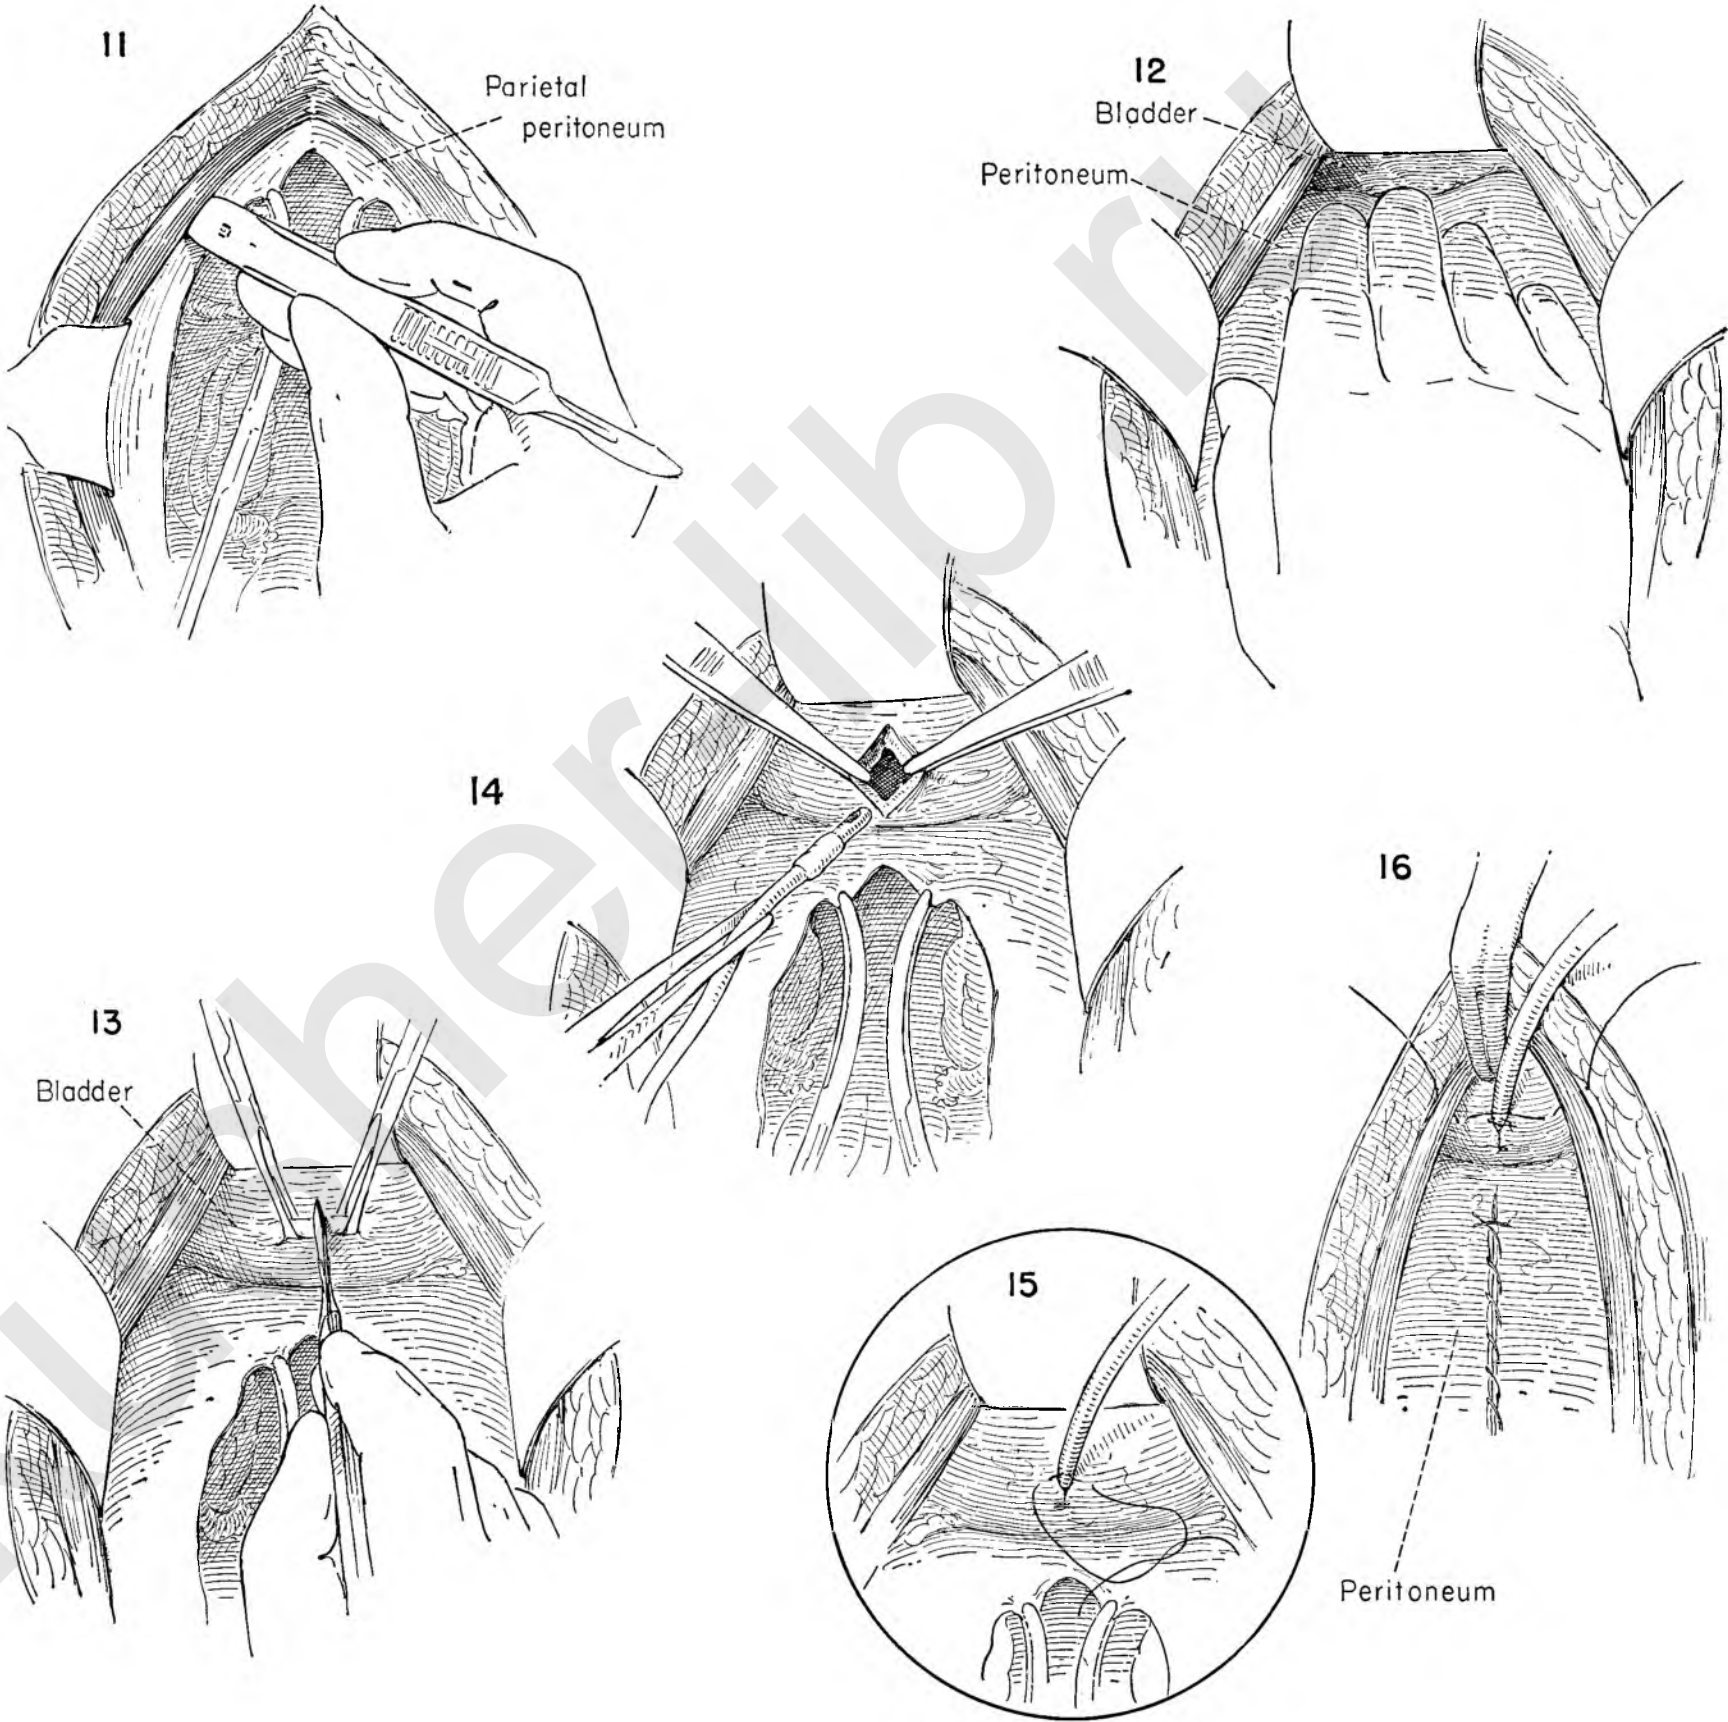 11
Parietal
peritoneum
12
Bladder
Peritoneum
14
13
Bladder
16
15
Peritoneum